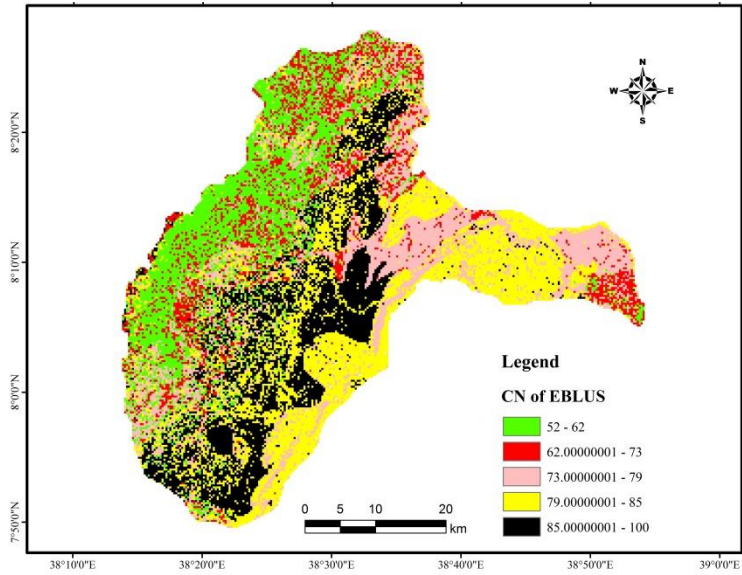 N
W E
S
8°20'0"N
8°10'0"N
8°0'0"N
7°50'0"N
Legend
CN of EBLUS
52 - 62
62.00000001 - 73
73.00000001 - 79
79.00000001 - 85
85.00000001 - 100
0 5 10 20
km
38°10'0"E 38°20'0"E 38°30'0"E 38°40'0"E 38°50'0"E 39°0'0"E